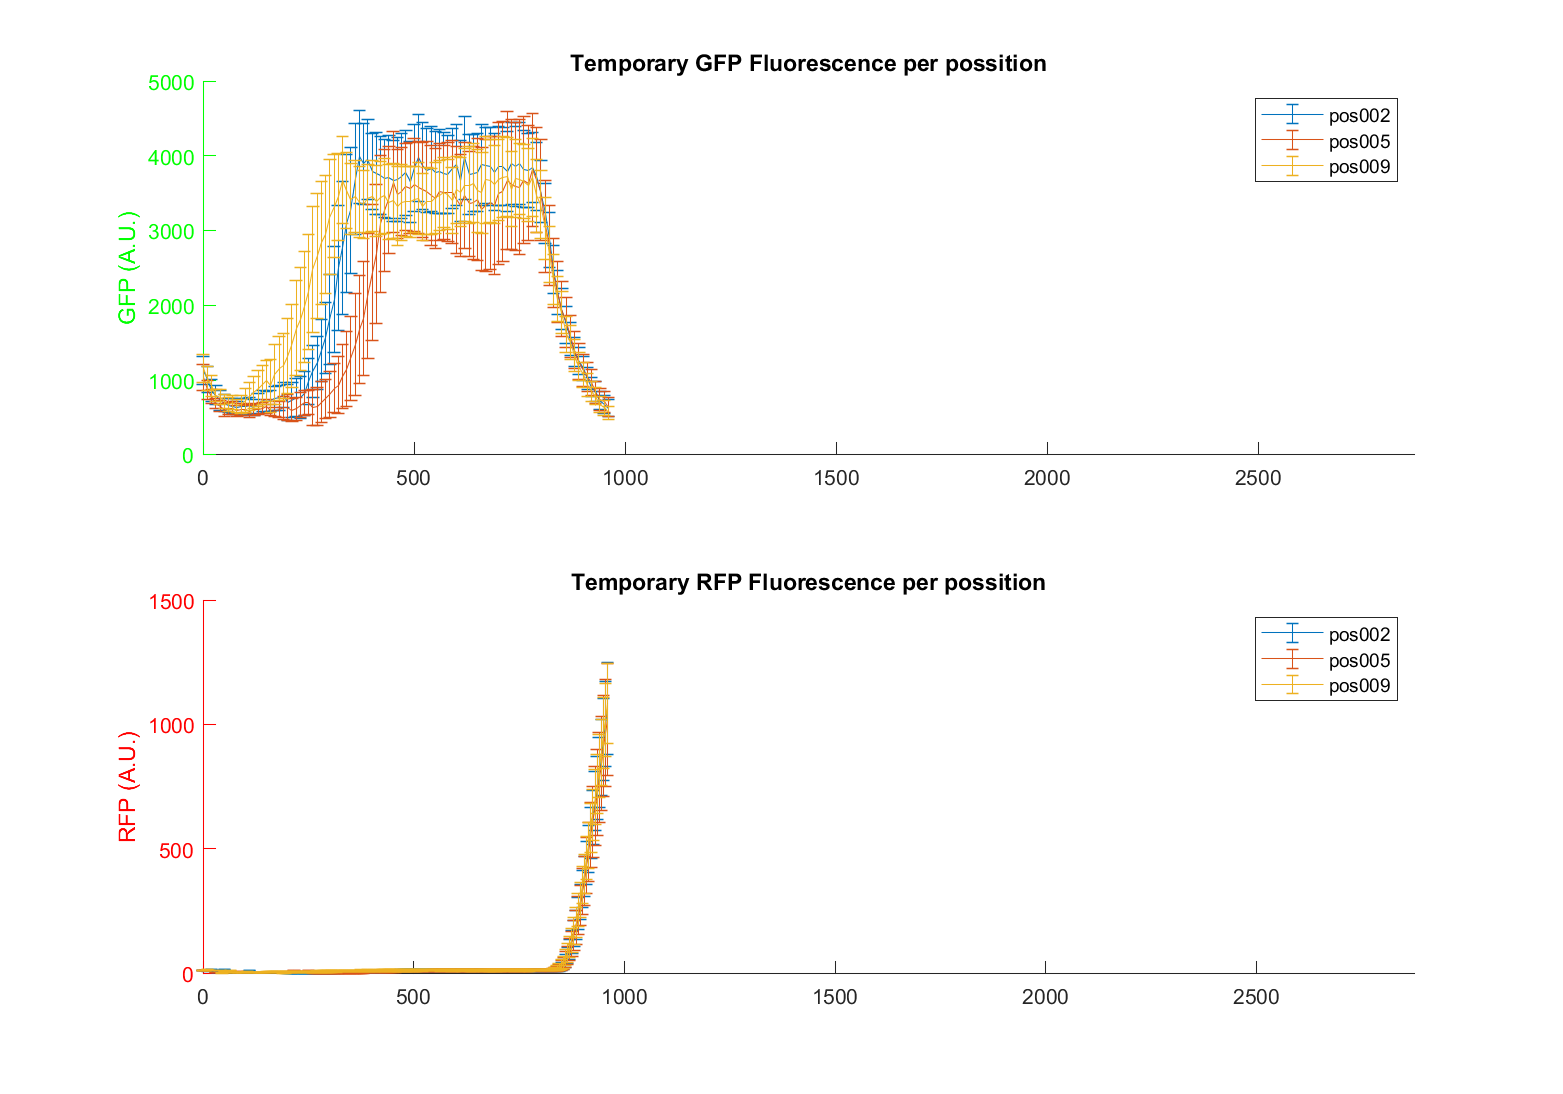 Temporary GFP Fluorescence per possition
5000
4000
3000
2000
1000
0
GFP (A.U.)
0 500 1000 1500 2000 2500
pos002
pos005
pos009
Temporary RFP Fluorescence per possition
1500
1000
500
0
RFP (A.U.)
0 500 1000 1500 2000 2500
pos002
pos005
pos009